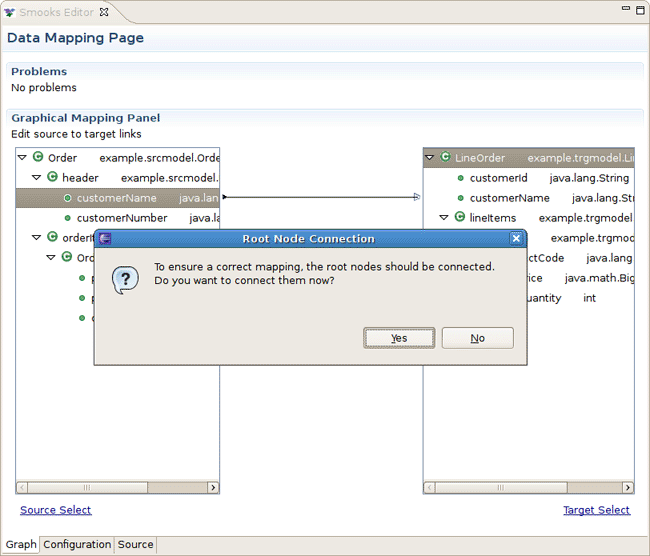 Smooks Editor
Data Mapping Page
Problems
No problems
Graphical Mapping Panel
Edit source to target links
Order example.srcmodel.Orde
header example.srcmodel.
customerName java.lan
customerNumber java.la
orderIt
Ord
LineOrder example.trgmodel.Lin
customerId java.lang.String
customerName java.lang.Str
lineItems example.trgmodel
example.trgmodel.
ctCode java.lang
ice java.math.Big
uantity int
Root Node Connection
To ensure a correct mapping, the root nodes should be connected.
Do you want to connect them now?
Yes
No
Source Select
Target Select
Graph Configuration Source